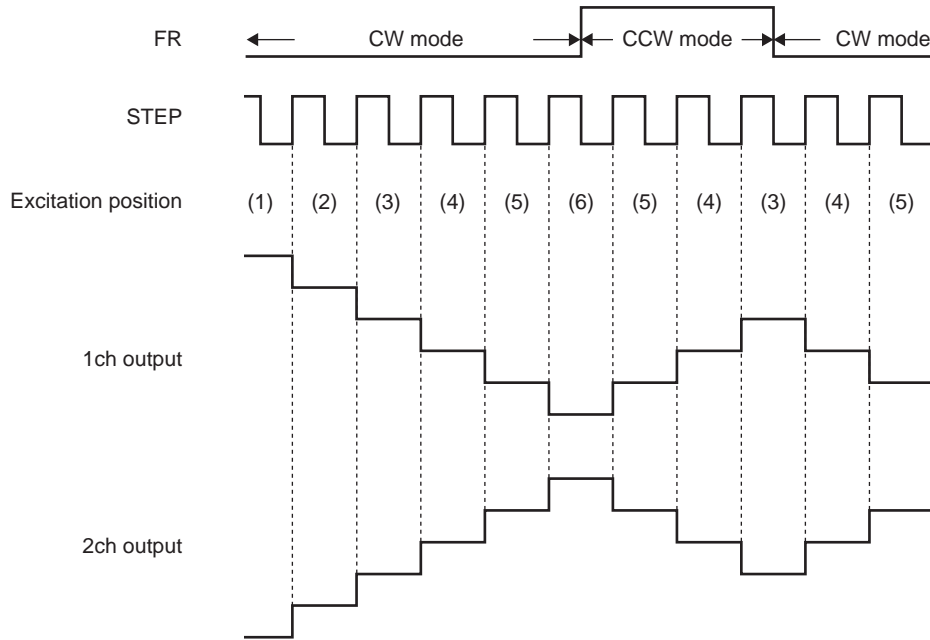 FR CW mode CCW mode CW mode
STEP
Excitation position (1) (2) (3) (4) (5) (6) (5) (4) (3) (4) (5)
1ch output
2ch output